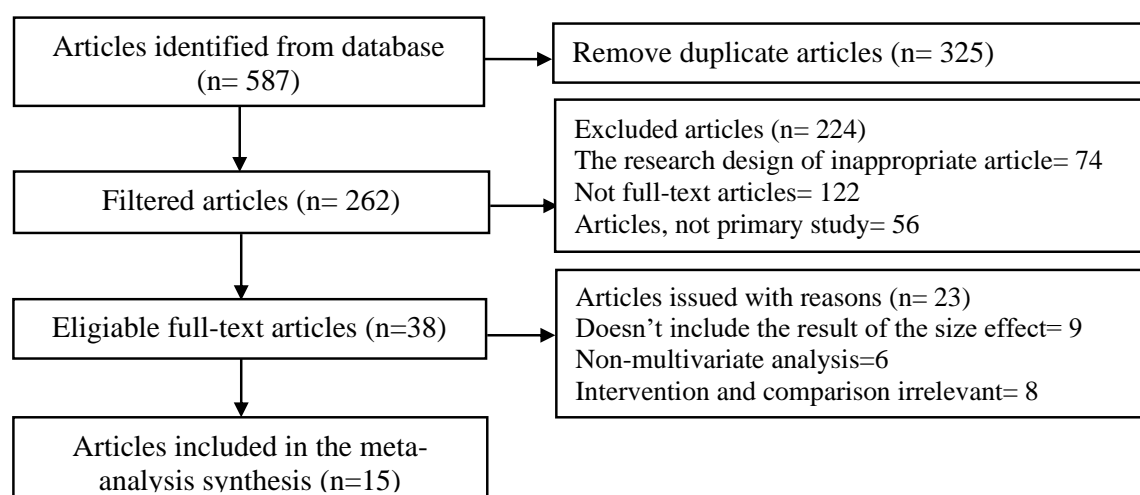 Articles identified from database
(n= 587)
Remove duplicate articles (n= 325)
Filtered articles (n= 262)
Excluded articles (n= 224)
The research design of inappropriate article= 74
Not full-text articles= 122
Articles, not primary study= 56
Eligiable full-text articles (n=38)
Articles issued with reasons (n= 23)
Doesn’t include the result of the size effect= 9
Non-multivariate analysis=6
Intervention and comparison irrelevant= 8
Articles included in the meta-
analysis synthesis (n=15)